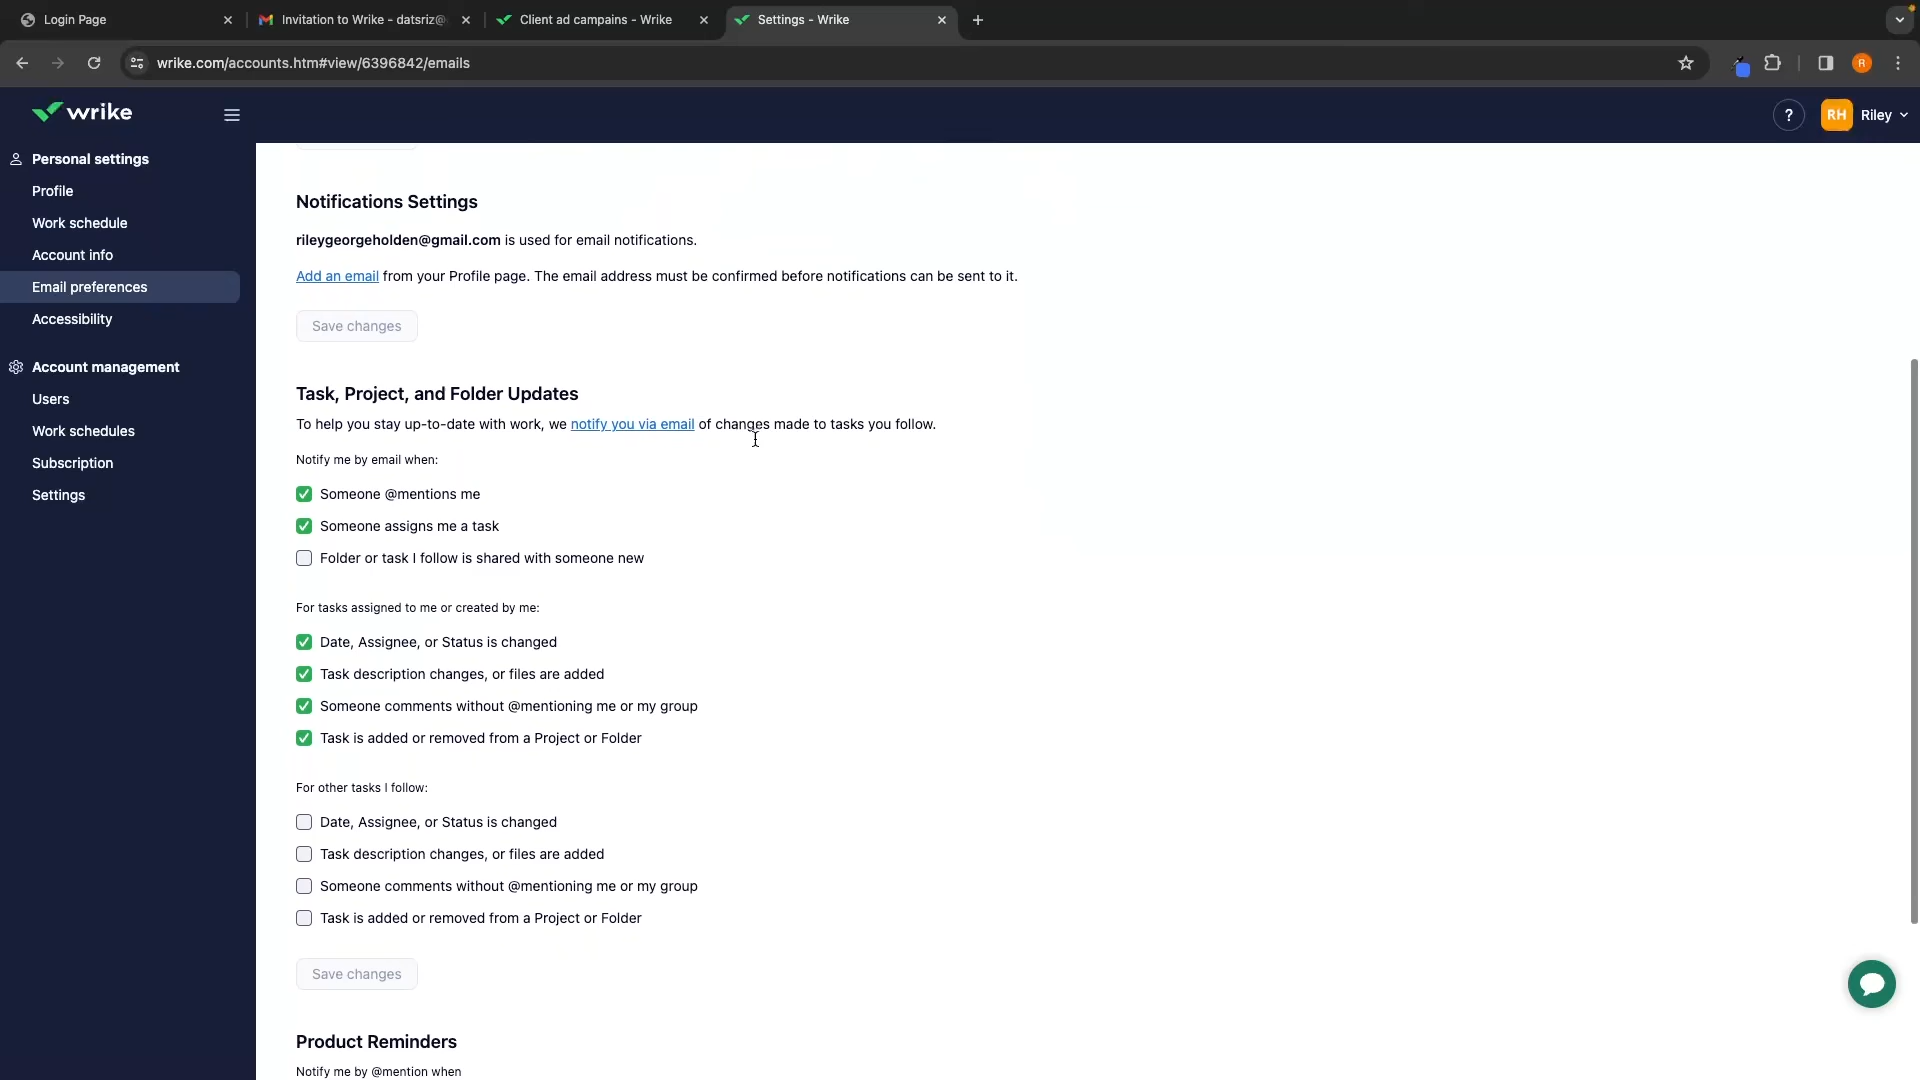 Login Page
Invitation to Wrike - datsriz@
Client ad campains - Wrike
Settings - Wrike
wrike.com/accounts.htm#view/6396842/emails
R
wrike
?
RH
Riley
Personal settings
Profile
Work schedule
Account info
Email preferences
Accessibility
Account management
Users
Work schedules
Subscription
Settings
Notifications Settings
rileygeorgeholden@gmail.com is used for email notifications.
Add an email from your Profile page. The email address must be confirmed before notifications can be sent to it.
Save changes
Task, Project, and Folder Updates
To help you stay up-to-date with work, we notify you via email of changes made to tasks you follow.
Notify me by email when:
Someone @mentions me
Someone assigns me a task
Folder or task I follow is shared with someone new
For tasks assigned to me or created by me:
Date, Assignee, or Status is changed
Task description changes, or files are added
Someone comments without @mentioning me or my group
Task is added or removed from a Project or Folder
For other tasks I follow:
Date, Assignee, or Status is changed
Task description changes, or files are added
Someone comments without @mentioning me or my group
Task is added or removed from a Project or Folder
Save changes
Product Reminders
Notify me by @mention when